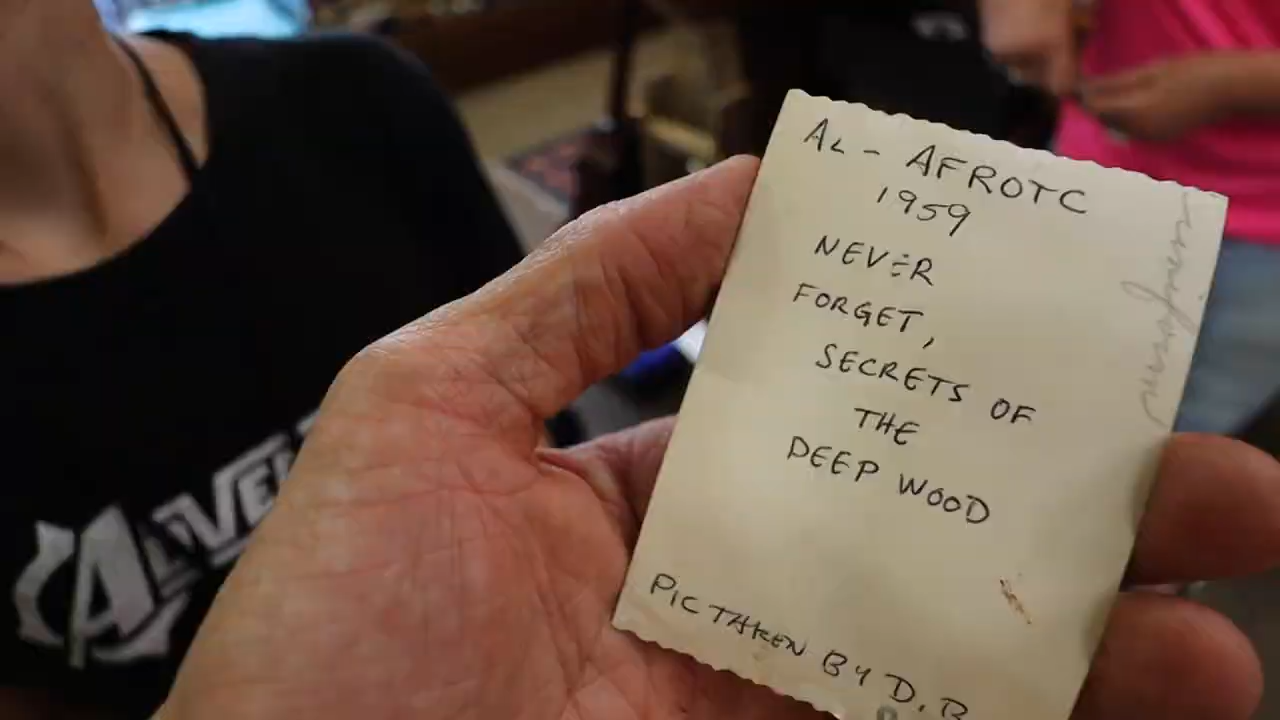 AL - AFROTC
1959
NEVER
FORGET,
SECRETS OF
THE
DEEP WOOD
PIC TAKEN BY D.B